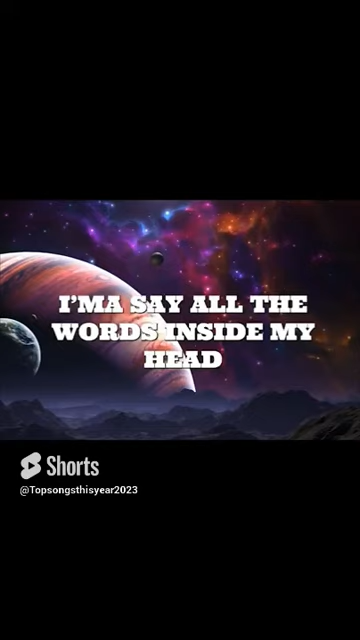 I'MA SAY ALL THE
WORDS INSIDE MY
HEAD
Shorts
@Topsongsthisyear2023